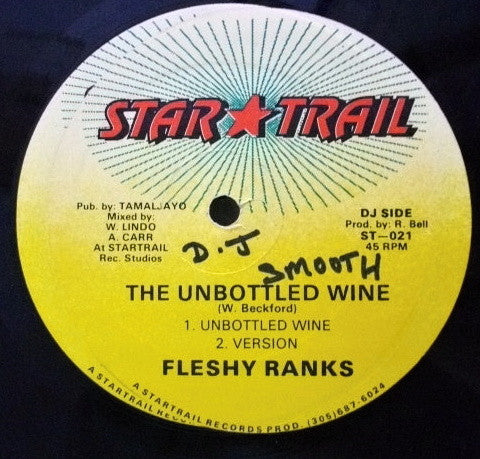 STAR★TRAIL
Pub. by: TAMALJAYO
Mixed by:
W. LINDO
A. CARR
At STARTRAIL
Rec. Studios
DJ SIDE
Prod. by: R. Bell
ST—021
45 RPM
D.J
SMOOTH
THE UNBOTTLED WINE
(W. Beckford)
1. UNBOTTLED WINE
2. VERSION
FLESHY RANKS
A STARTRAIL RECORDS PROD. (305) 687-6024